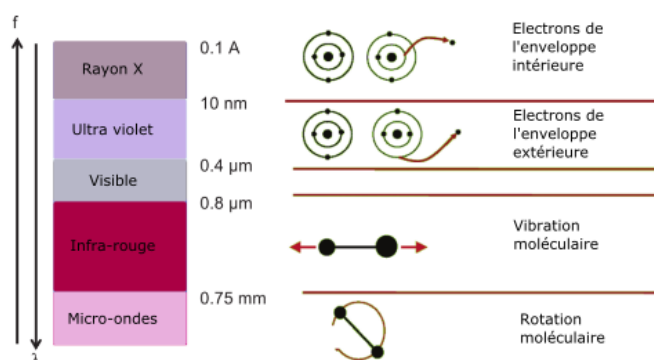 f
0.1 A
Rayon X
Electrons de
l'enveloppe
intérieure
10 nm
Ultra violet
Electrons de
l'enveloppe
extérieure
0.4 µm
Visible
0.8 µm
Infra-rouge
Vibration
moléculaire
0.75 mm
Micro-ondes
Rotation
moléculaire
λ